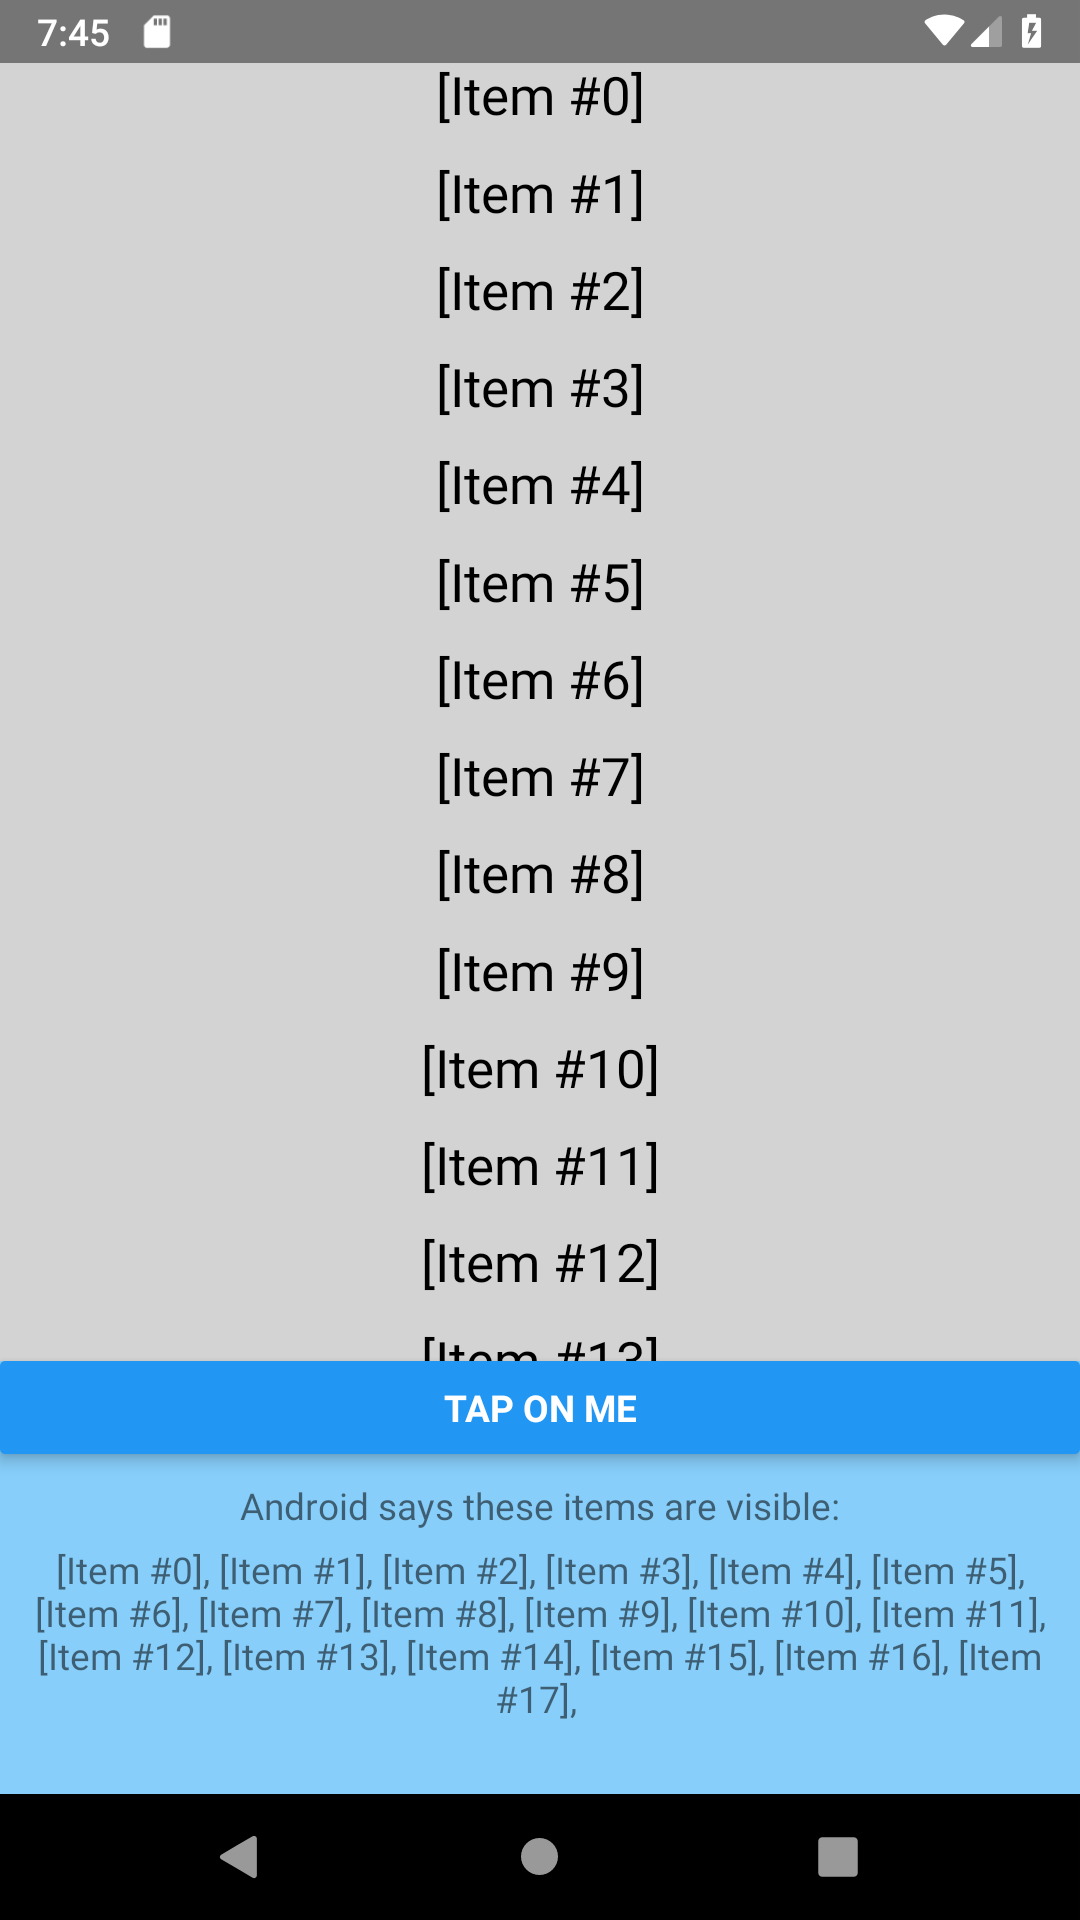 7:45
[Item #0]
[Item #1]
[Item #2]
[Item #3]
[Item #4]
[Item #5]
[Item #6]
[Item #7]
[Item #8]
[Item #9]
[Item #10]
[Item #11]
[Item #12]
[Item #13]
TAP ON ME
Android says these items are visible:
[Item #0], [Item #1], [Item #2], [Item #3], [Item #4], [Item #5],
[Item #6], [Item #7], [Item #8], [Item #9], [Item #10], [Item #11],
[Item #12], [Item #13], [Item #14], [Item #15], [Item #16], [Item
#17],